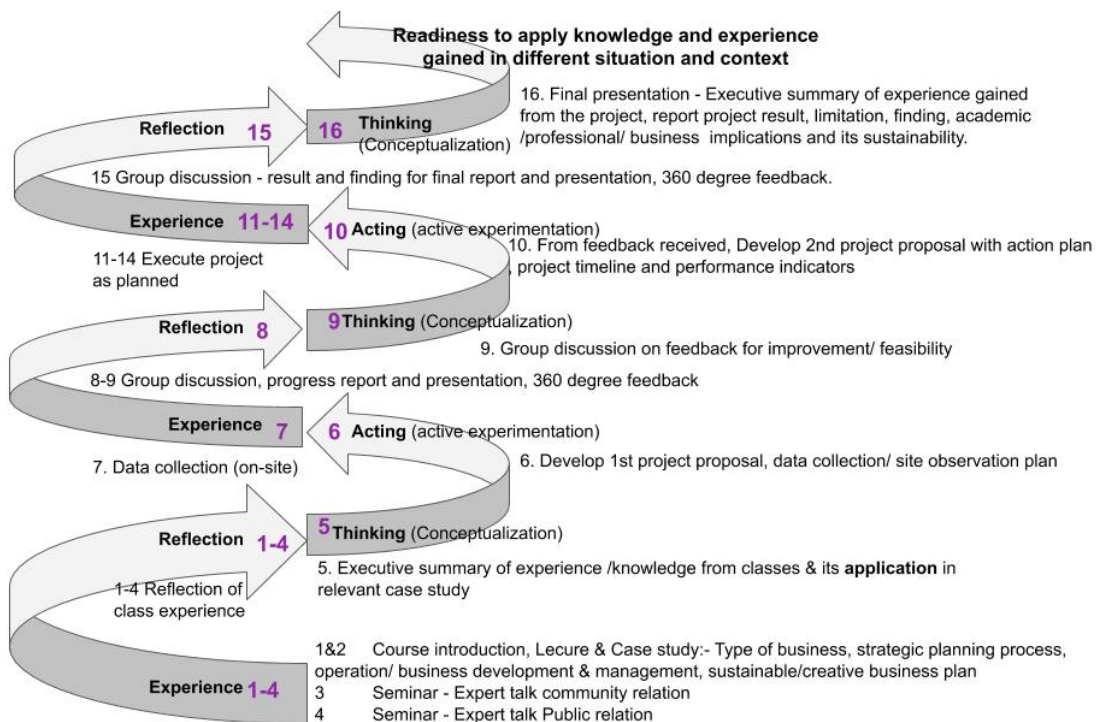 Readiness to apply knowledge and experience
gained in different situation and context
16. Final presentation - Executive summary of experience gained
from the project, report project result, limitation, finding, academic
/professional/ business implications and its sustainability.
Reflection 15
16 Thinking
(Conceptualization)
15 Group discussion - result and finding for final report and presentation, 360 degree feedback.
Experience 11-14
10 Acting (active experimentation)
10. From feedback received, Develop 2nd project proposal with action plan
, project timeline and performance indicators
11-14 Execute project
as planned
Reflection 8
9 Thinking (Conceptualization)
9. Group discussion on feedback for improvement/ feasibility
8-9 Group discussion, progress report and presentation, 360 degree feedback
Experience 7
6 Acting (active experimentation)
7. Data collection (on-site)
6. Develop 1st project proposal, data collection/ site observation plan
Reflection 1-4
5 Thinking (Conceptualization)
5. Executive summary of experience /knowledge from classes & its application in
relevant case study
1-4 Reflection of
class experience
1&2 Course introduction, Lecure & Case study:- Type of business, strategic planning process,
operation/ business development & management, sustainable/creative business plan
3 Seminar - Expert talk community relation
4 Seminar - Expert talk Public relation
Experience 1-4